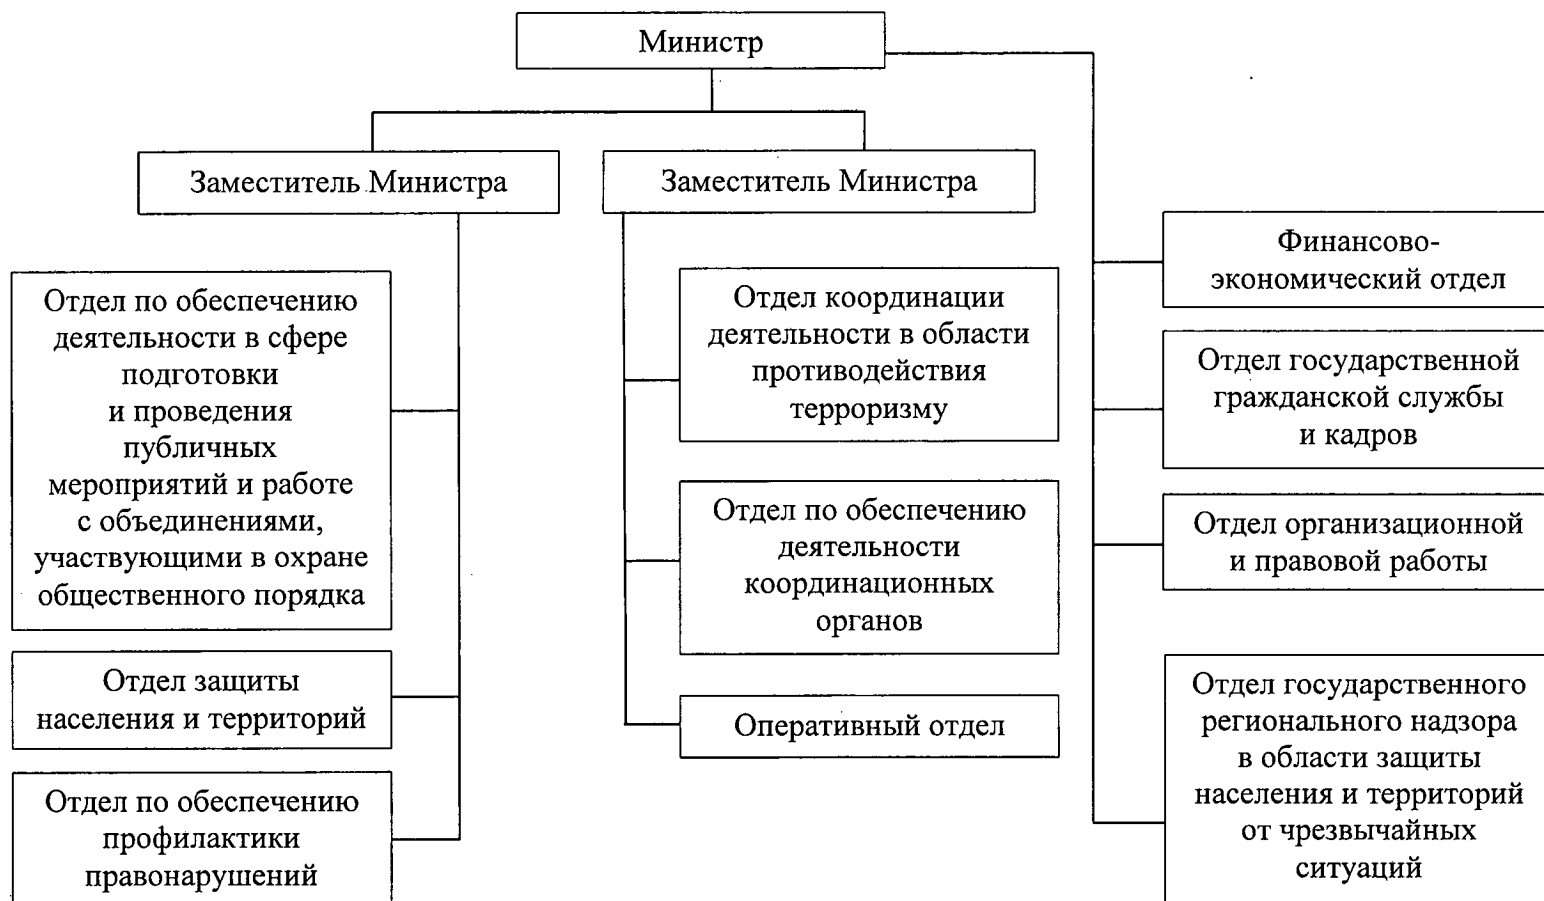 Министр
Заместитель Министра
Заместитель Министра
Отдел по обеспечению
деятельности в сфере
подготовки
и проведения
публичных
мероприятий и работе
с объединениями,
участвующими в охране
общественного порядка
Отдел защиты
населения и территорий
Отдел по обеспечению
профилактики
правонарушений
Отдел координации
деятельности в области
противодействия
терроризму
Отдел по обеспечению
деятельности
координационных
органов
Оперативный отдел
Финансово-
экономический отдел
Отдел государственной
гражданской службы
и кадров
Отдел организационной
и правовой работы
Отдел государственного
регионального надзора
в области защиты
населения и территорий
от чрезвычайных
ситуаций